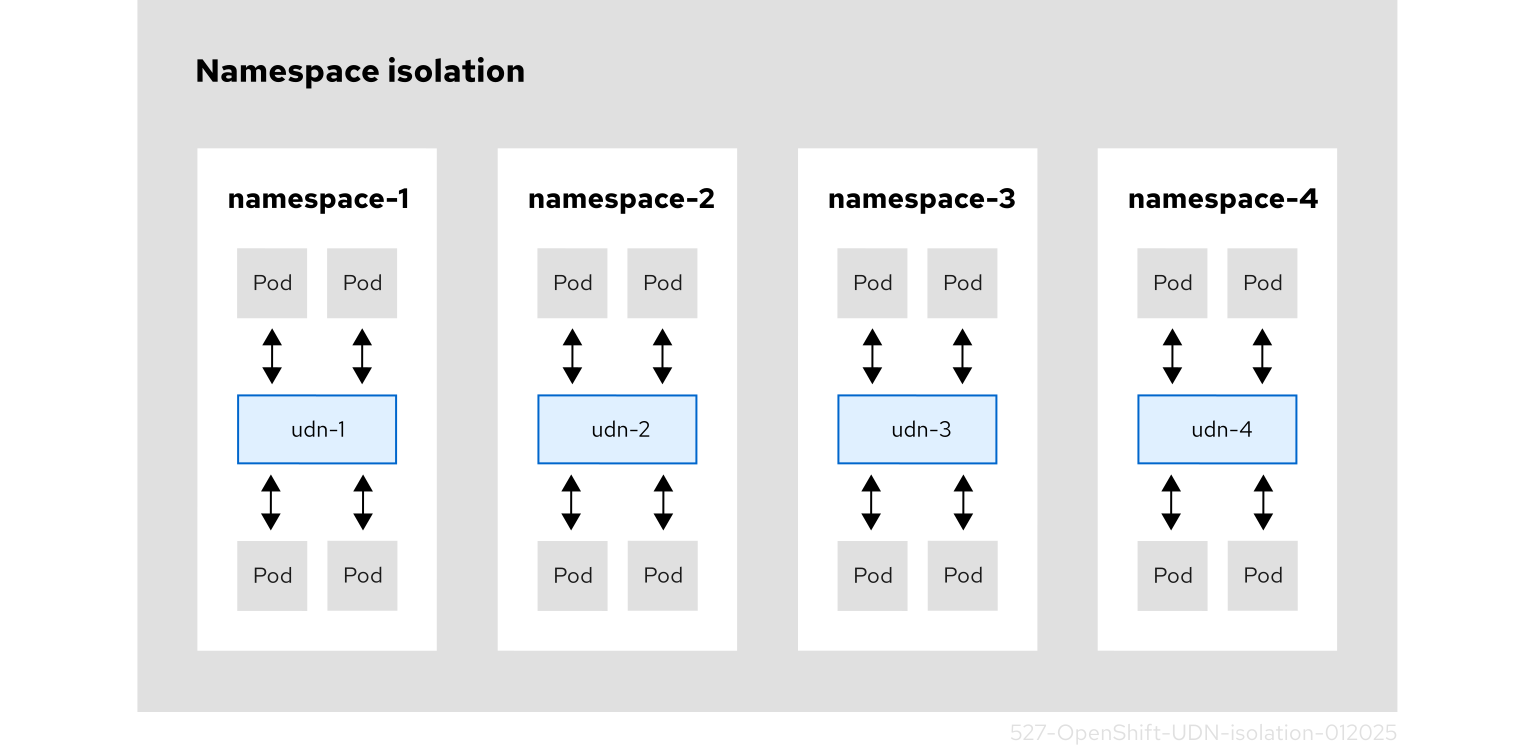 Namespace isolation
namespace-1
Pod Pod
udn-1
Pod Pod
namespace-2
Pod Pod
udn-2
Pod Pod
namespace-3
Pod Pod
udn-3
Pod Pod
namespace-4
Pod Pod
udn-4
Pod Pod
527-OpenShift-UDN-isolation-012025